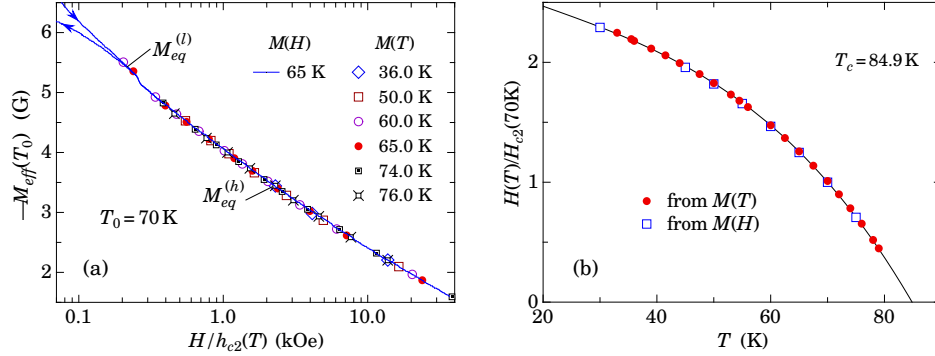 6
5
4
3
2
0.1
1.0
10.0
−M_eff(T_0) (G)
H/h_c2(T) (kOe)
M_eq^(l)
M_eq^(h)
T_0 = 70 K
(a)
M(H)
65 K
M(T)
36.0 K
50.0 K
60.0 K
65.0 K
74.0 K
76.0 K
2
1
0
20
40
60
80
H(T)/H_c2(70K)
T (K)
T_c = 84.9 K
from M(T)
from M(H)
(b)